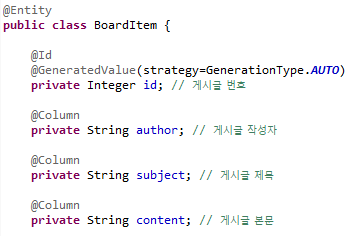 @Entity
public class BoardItem {
@Id
@GeneratedValue(strategy=GenerationType.AUTO)
private Integer id; // 게시글 번호
@Column
private String author; // 게시글 작성자
@Column
private String subject; // 게시글 제목
@Column
private String content; // 게시글 본문